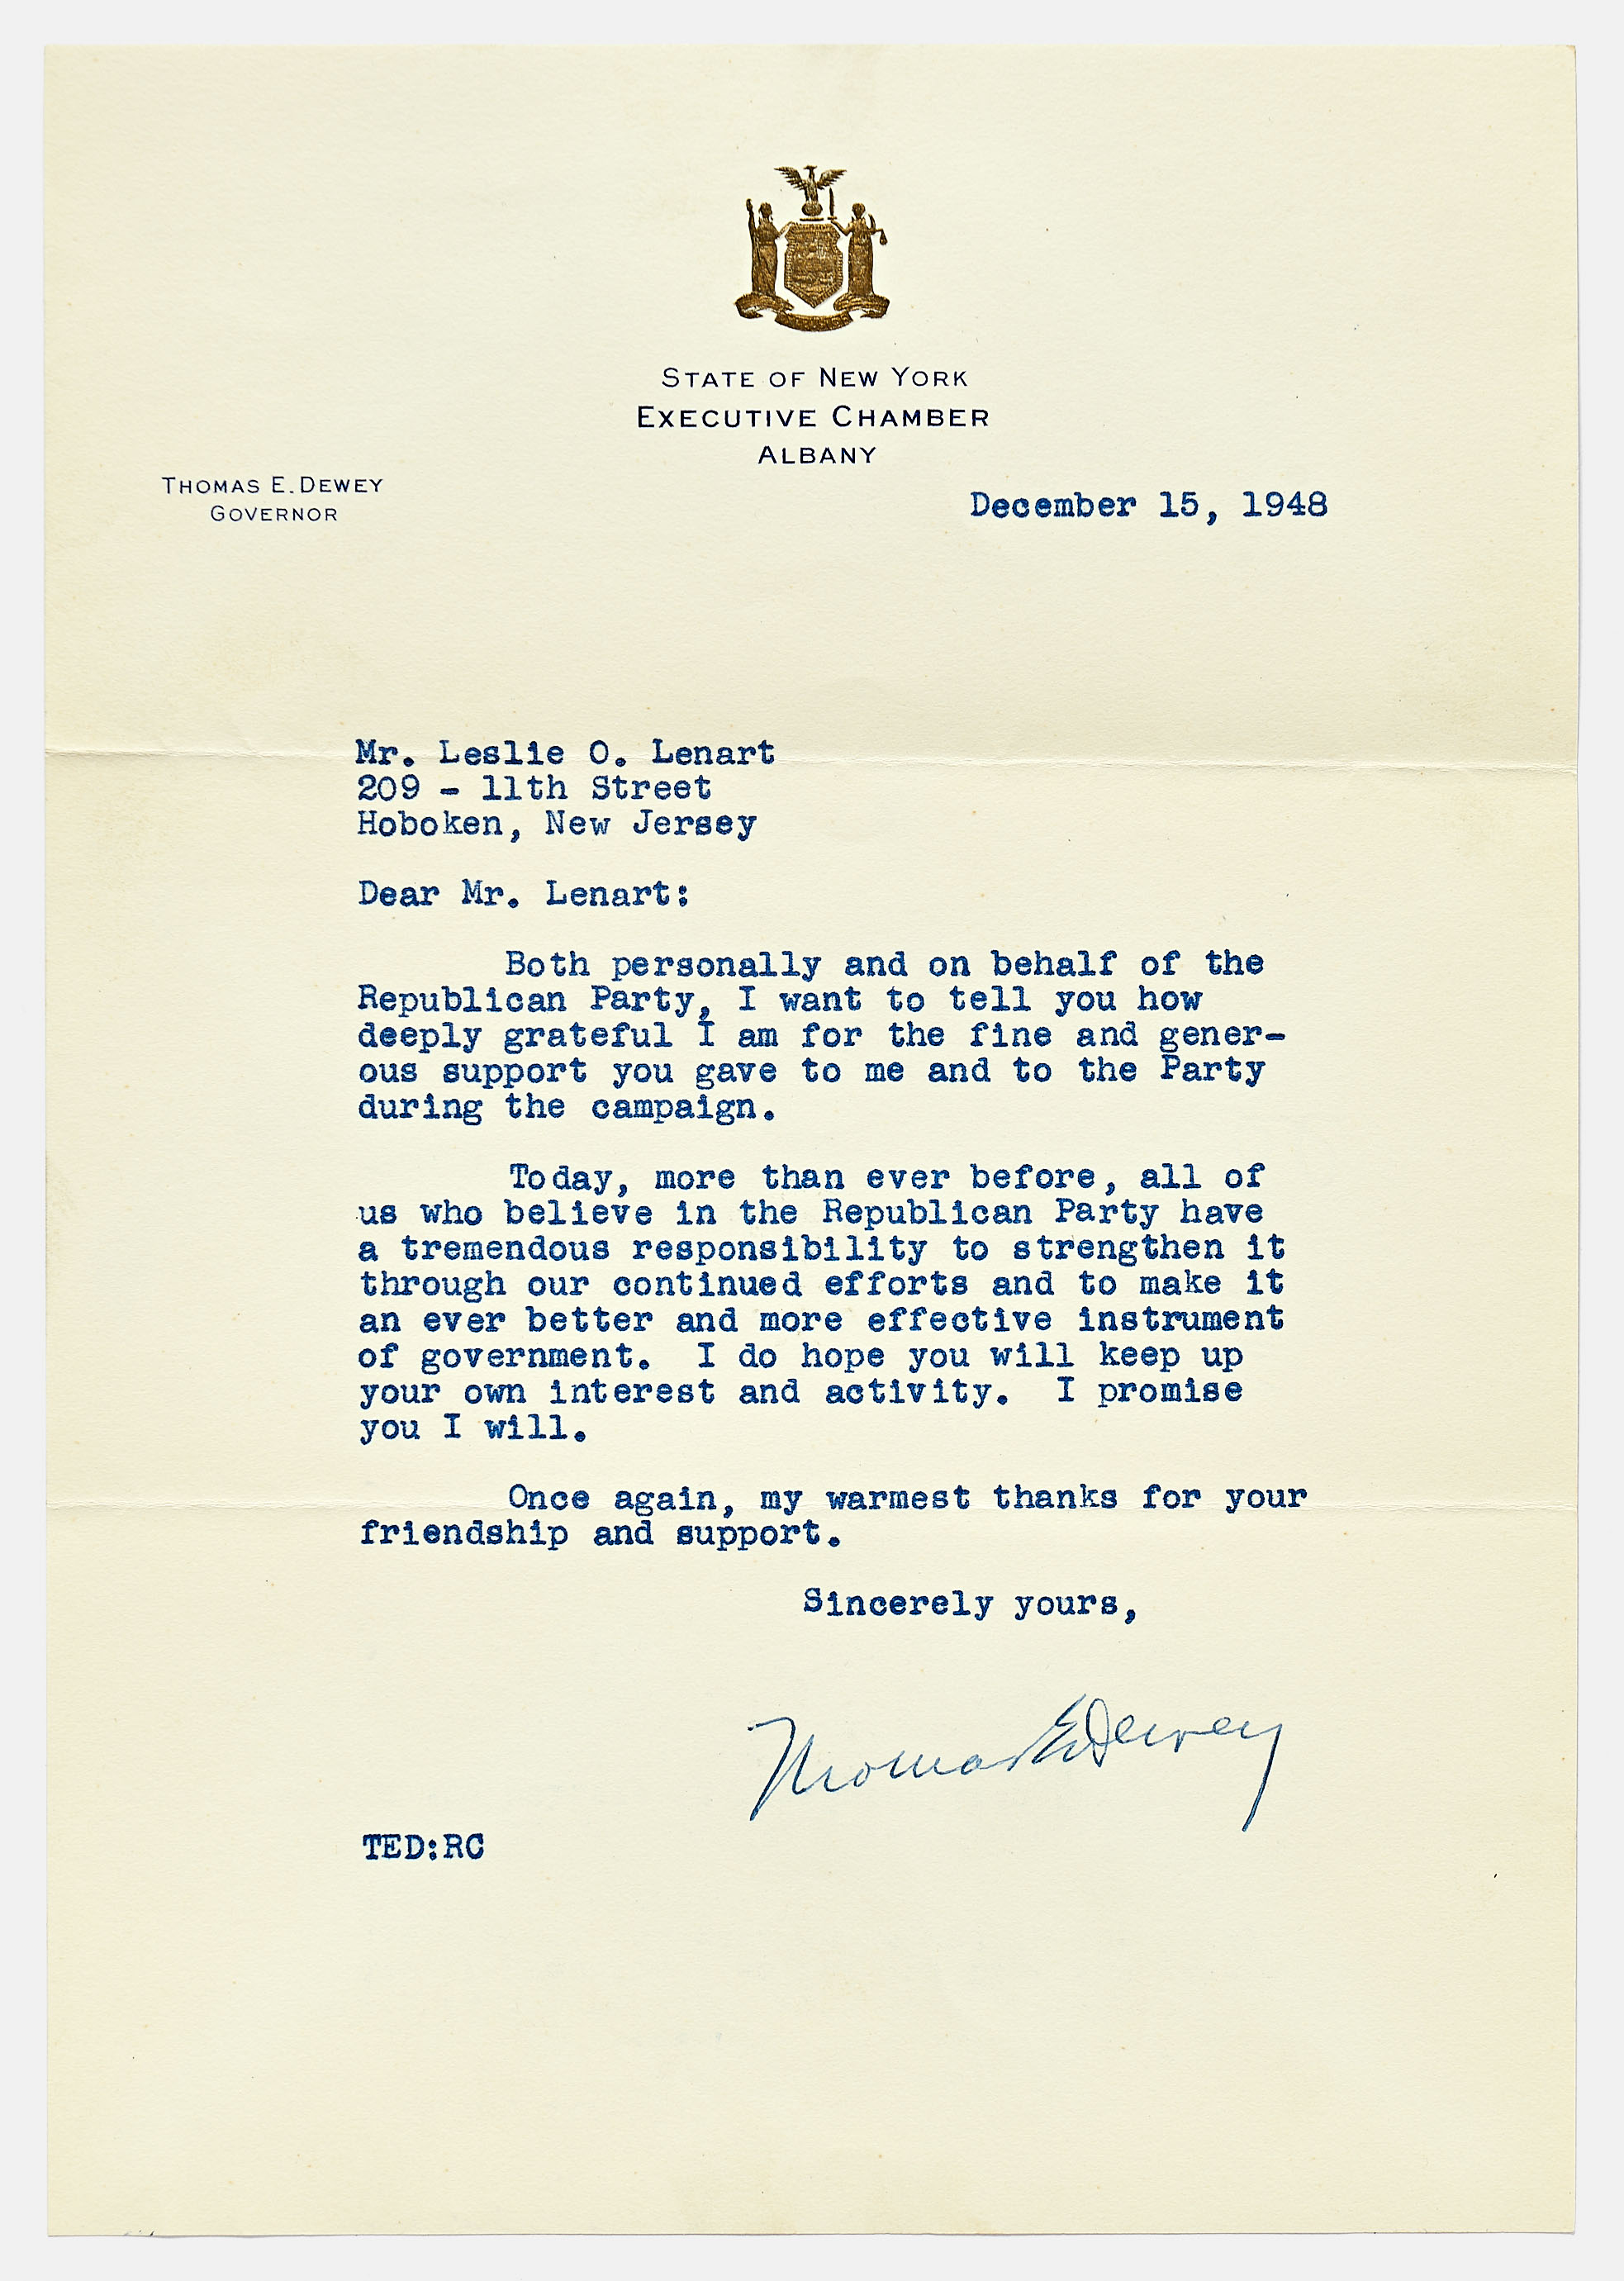 STATE OF NEW YORK
EXECUTIVE CHAMBER
ALBANY
THOMAS E. DEWEY
GOVERNOR
December 15, 1948
Mr. Leslie O. Lenart
209 - 11th Street
Hoboken, New Jersey
Dear Mr. Lenart:
Both personally and on behalf of the
Republican Party, I want to tell you how
deeply grateful I am for the fine and gener-
ous support you gave to me and to the Party
during the campaign.
Today, more than ever before, all of
us who believe in the Republican Party have
a tremendous responsibility to strengthen it
through our continued efforts and to make it
an ever better and more effective instrument
of government. I do hope you will keep up
your own interest and activity. I promise
you I will.
Once again, my warmest thanks for your
friendship and support.
Sincerely yours,
Thomas E Dewey
TED:RC